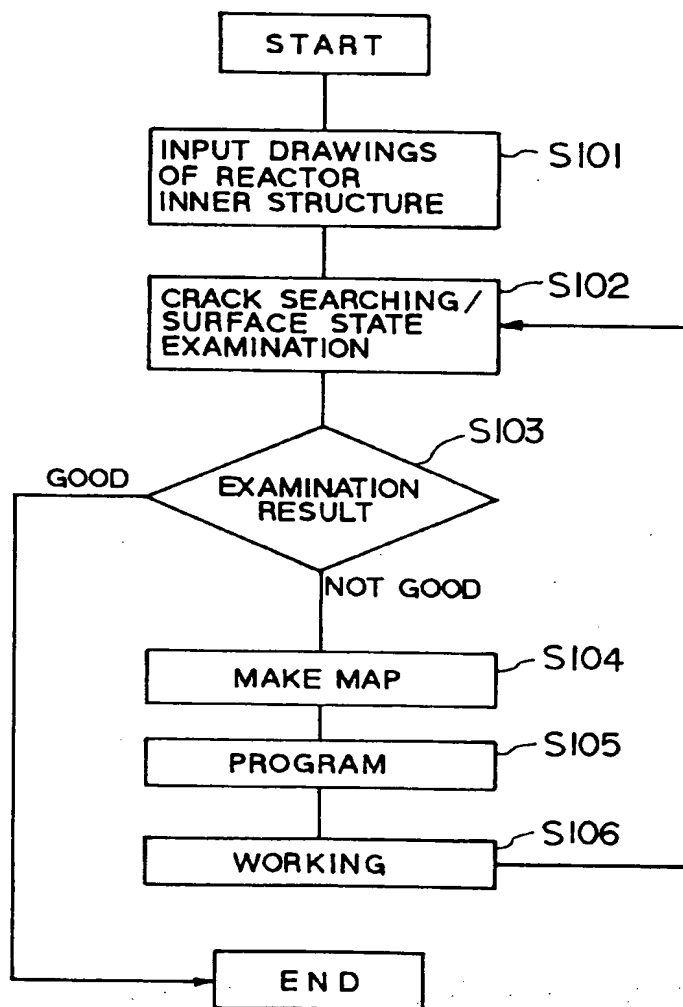 START
INPUT DRAWINGS
OF REACTOR
INNER STRUCTURE
S101
CRACK SEARCHING/
SURFACE STATE
EXAMINATION
S102
S103
GOOD
EXAMINATION
RESULT
NOT GOOD
MAKE MAP
S104
PROGRAM
S105
WORKING
S106
END